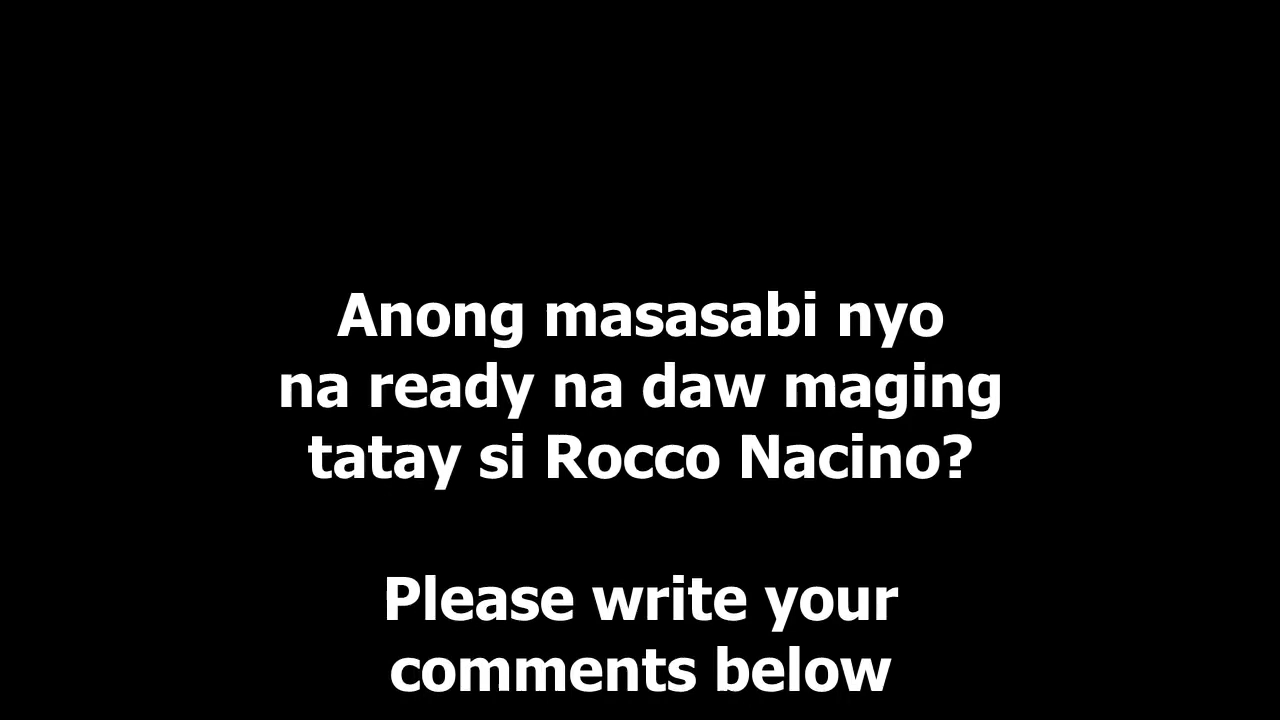 Anong masasabi nyo
na ready na daw maging
tatay si Rocco Nacino?
Please write your
comments below